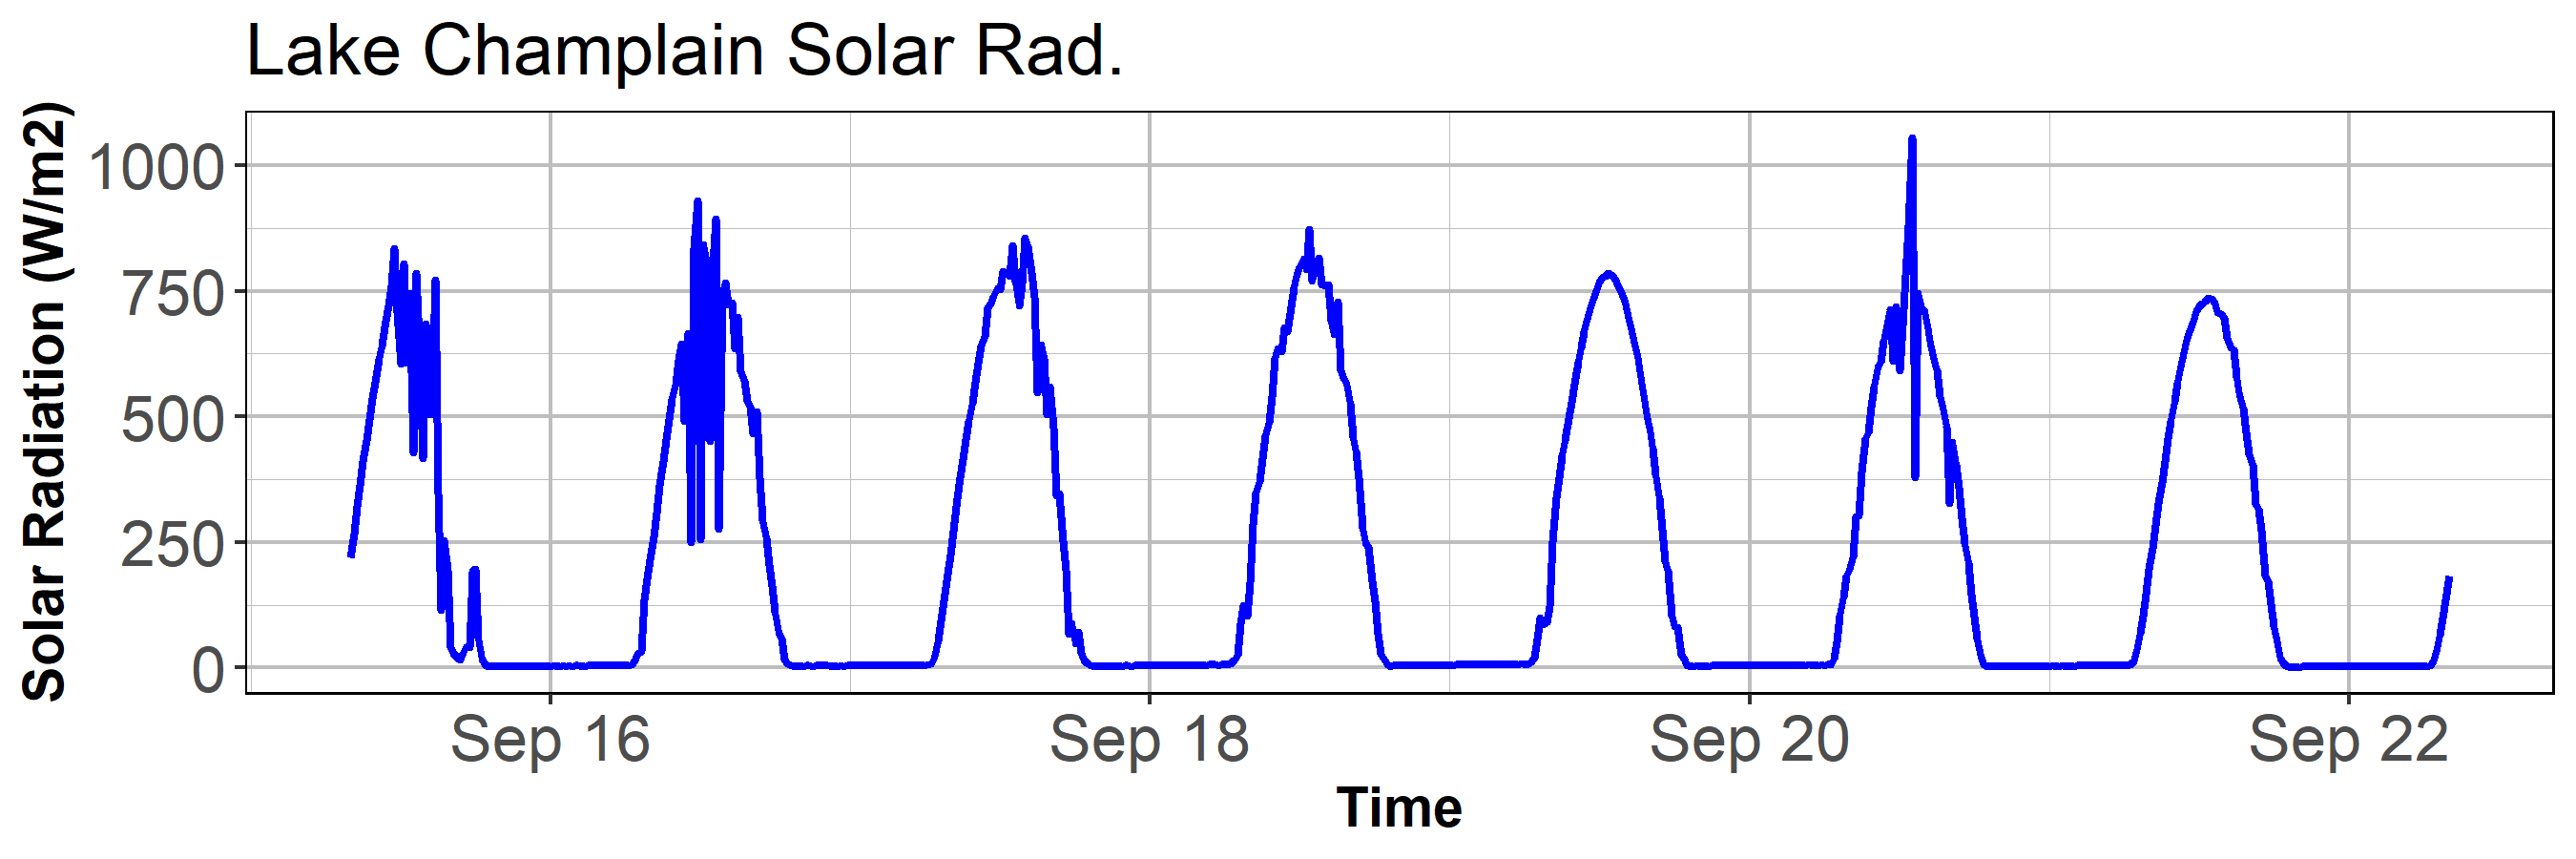 Lake Champlain Solar Rad.
Solar Radiation (W/m2)
1000
750
500
250
0
Sep 16
Sep 18
Sep 20
Sep 22
Time